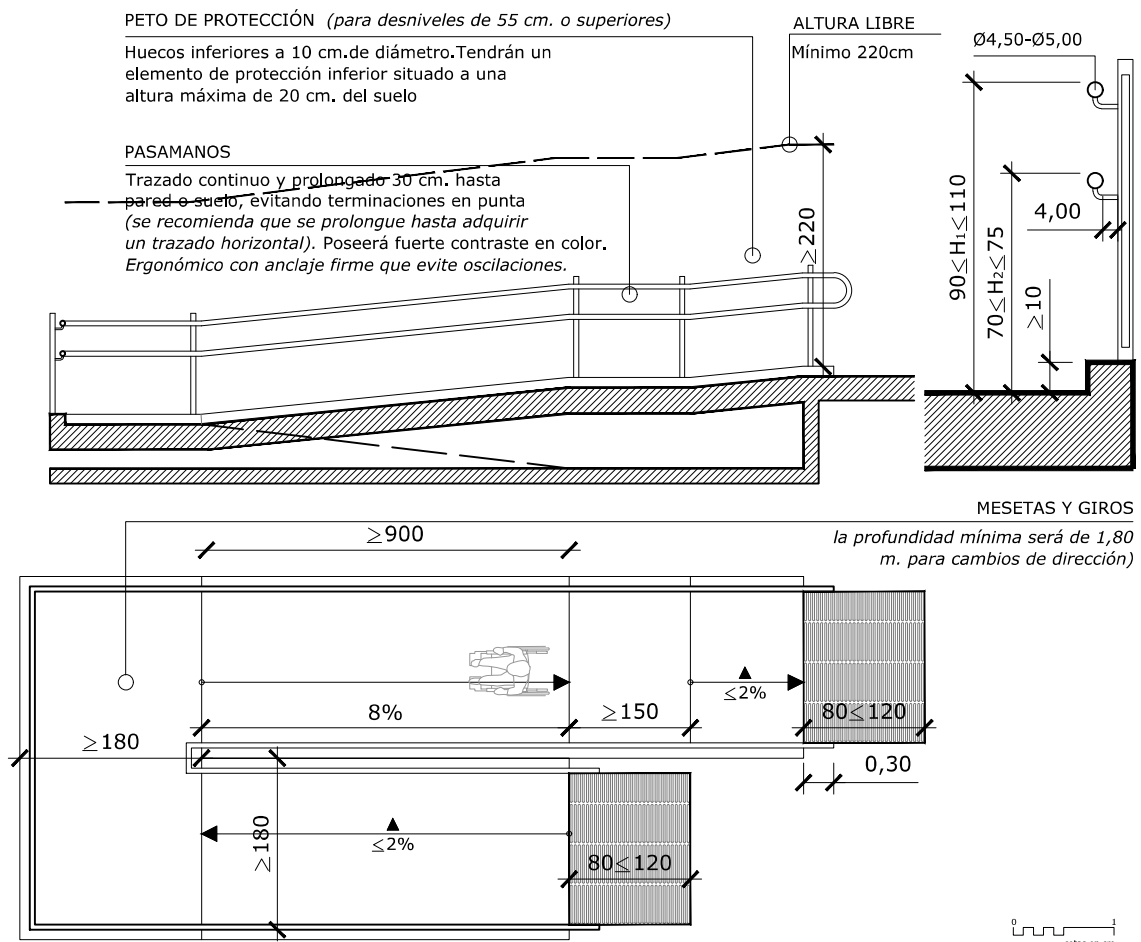 PETO DE PROTECCIÓN (para desniveles de 55 cm. o superiores)
Huecos inferiores a 10 cm.de diámetro.Tendrán un
elemento de protección inferior situado a una
altura máxima de 20 cm. del suelo
ALTURA LIBRE
Mínimo 220cm
Ø4,50-Ø5,00
PASAMANOS
Trazado continuo y prolongado 30 cm. hasta
pared o suelo, evitando terminaciones en punta
(se recomienda que se prolongue hasta adquirir
un trazado horizontal). Poseerá fuerte contraste en color.
Ergonómico con anclaje firme que evite oscilaciones.
≥220
90≤H₁≤110
70≤H₂≤75
≥10
4,00
MESETAS Y GIROS
la profundidad mínima será de 1,80
m. para cambios de dirección)
≥900
≤2%
8%
≥150
80≤120
≥180
0,30
≥180
≤2%
80≤120
0 1